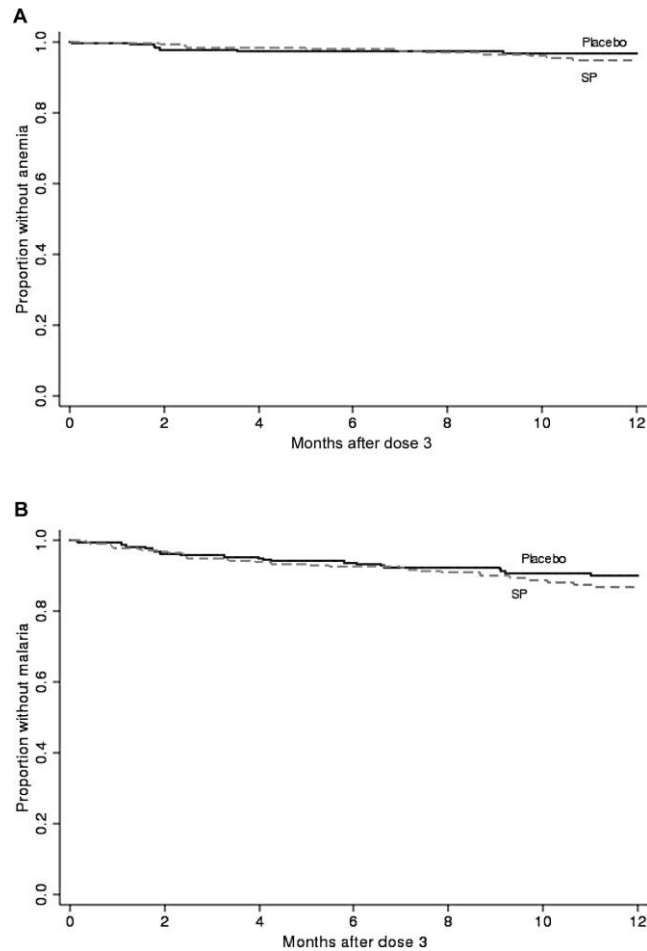 A
Proportion without anemia
1.0
0.8
0.6
0.4
0.2
0.0
Placebo
SP
0 2 4 6 8 10 12
Months after dose 3
B
Proportion without malaria
1.0
0.8
0.6
0.4
0.2
0.0
Placebo
SP
0 2 4 6 8 10 12
Months after dose 3